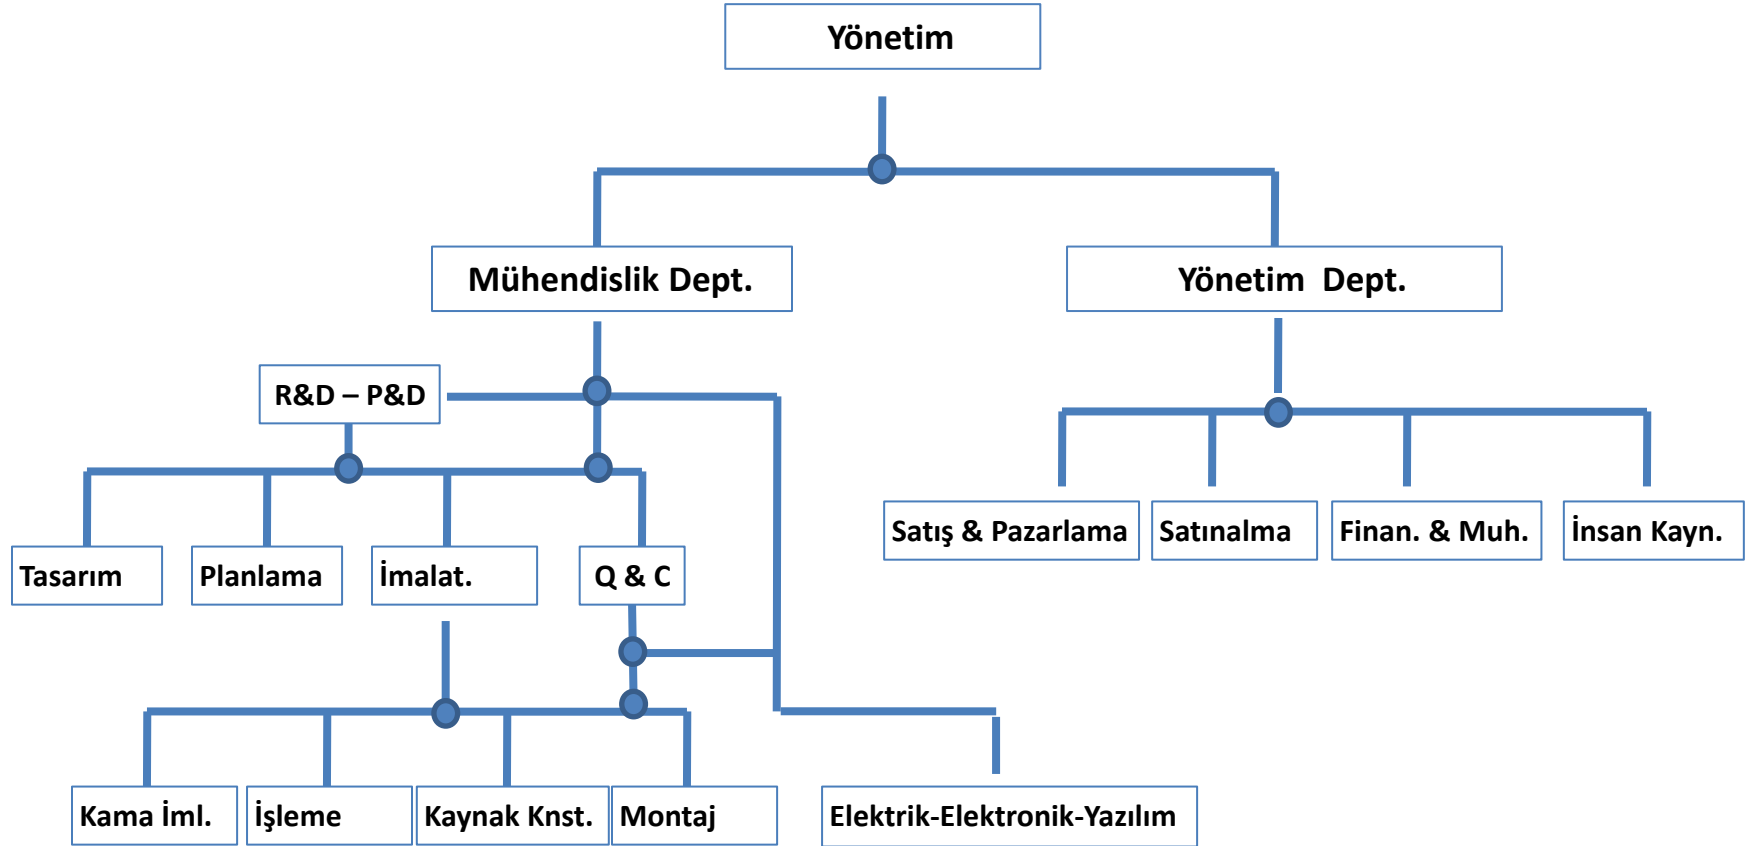 Yönetim
Mühendislik Dept.
Yönetim Dept.
R&D – P&D
Satış & Pazarlama
Satınalma
Finan. & Muh.
İnsan Kayn.
Tasarım
Planlama
İmalat.
Q & C
Kama İml.
İşleme
Kaynak Knst.
Montaj
Elektrik-Elektronik-Yazılım